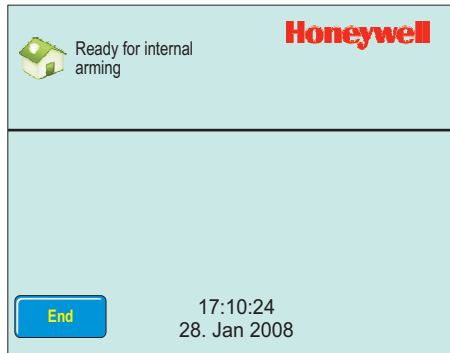 Ready for internal
arming
Honeywell
End
17:10:24
28. Jan 2008